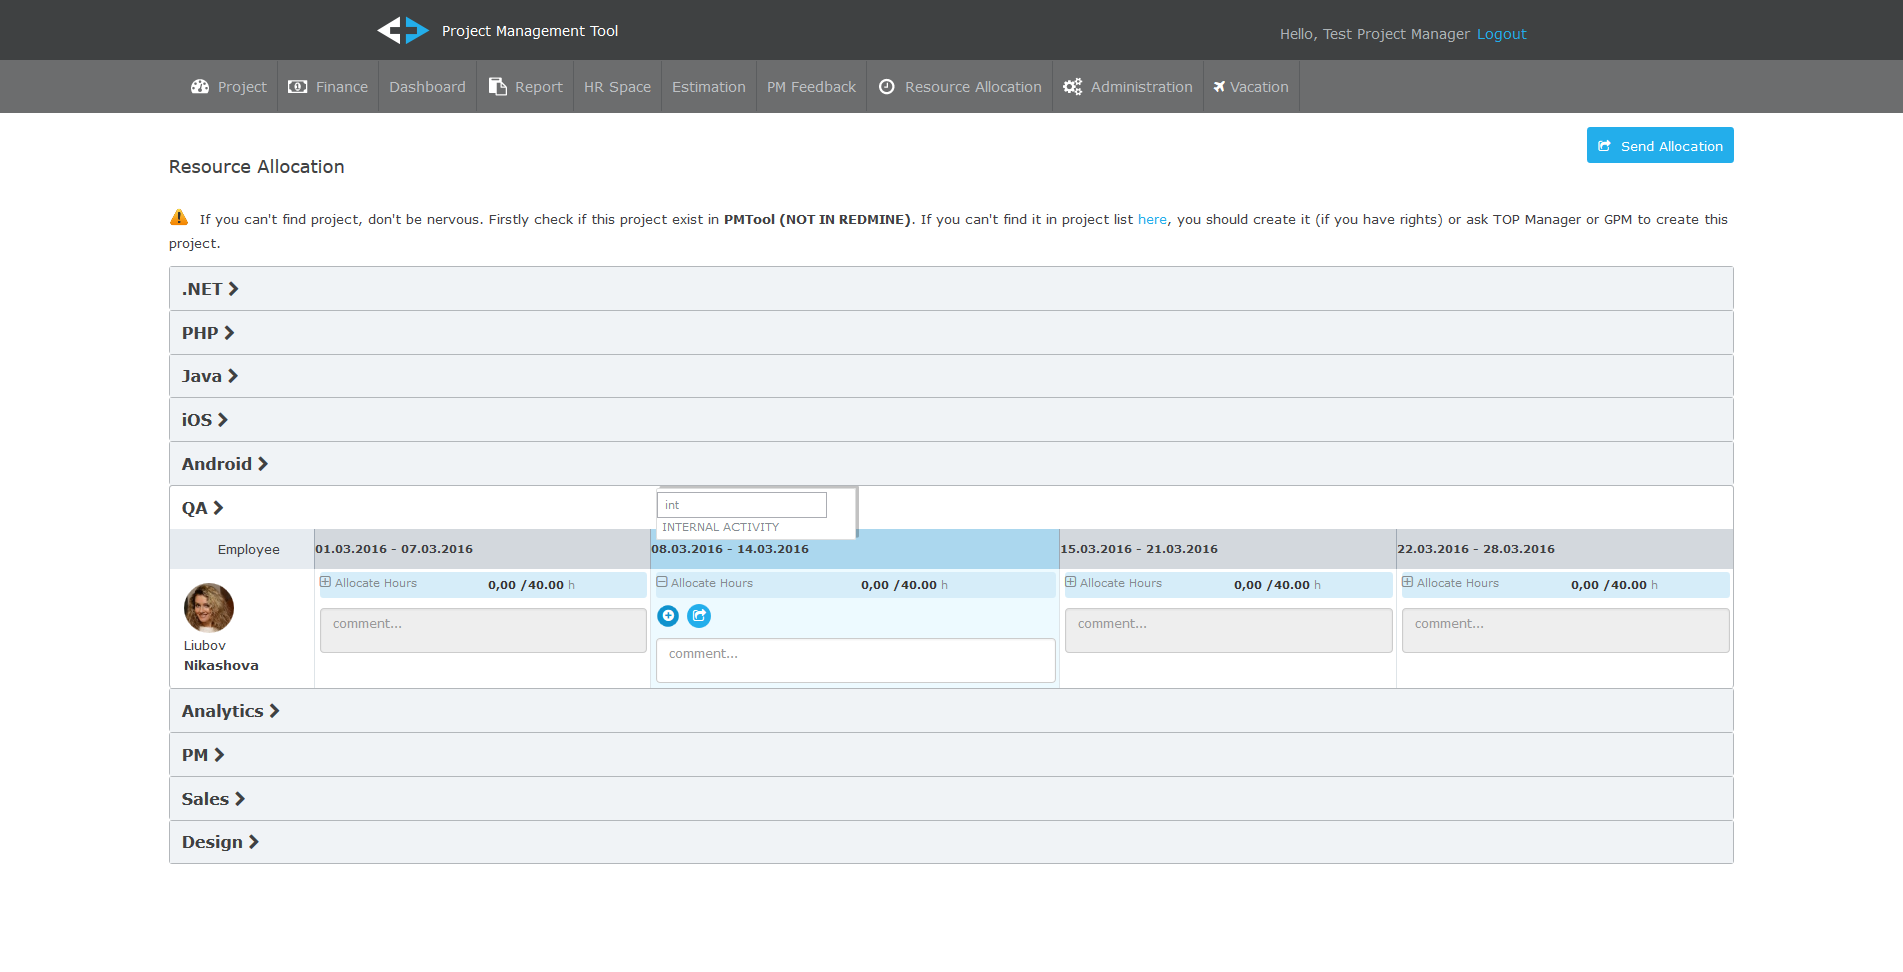 Project Management Tool
Hello, Test Project Manager Logout
Project Finance Dashboard Report HR Space Estimation PM Feedback Resource Allocation Administration Vacation
Send Allocation
Resource Allocation
If you can't find project, don't be nervous. Firstly check if this project exist in PMTool (NOT IN REDMINE). If you can't find it in project list here, you should create it (if you have rights) or ask TOP Manager or GPM to create this
project.
.NET
PHP
Java
iOS
Android
QA
int
INTERNAL ACTIVITY
Employee 01.03.2016 - 07.03.2016 08.03.2016 - 14.03.2016 15.03.2016 - 21.03.2016 22.03.2016 - 28.03.2016
Allocate Hours 0,00 /40.00 h Allocate Hours 0,00 /40.00 h Allocate Hours 0,00 /40.00 h Allocate Hours 0,00 /40.00 h
comment... comment... comment...
comment...
Liubov
Nikashova
Analytics
PM
Sales
Design